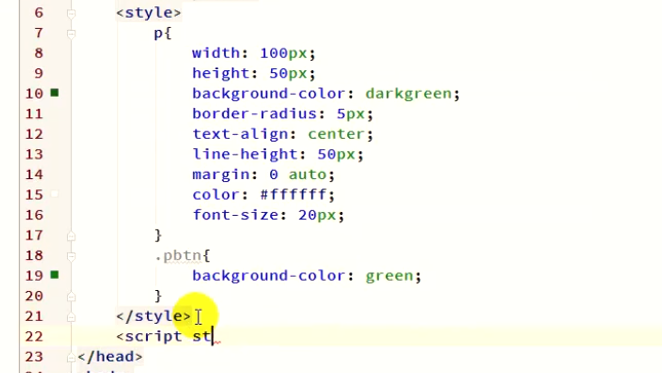 6 <style>
7 p{
8 width: 100px;
9 height: 50px;
10 background-color: darkgreen;
11 border-radius: 5px;
12 text-align: center;
13 line-height: 50px;
14 margin: 0 auto;
15 color: #ffffff;
16 font-size: 20px;
17 }
18 .pbtn{
19 background-color: green;
20 }
21 </style>
22 <script st
23 </head>